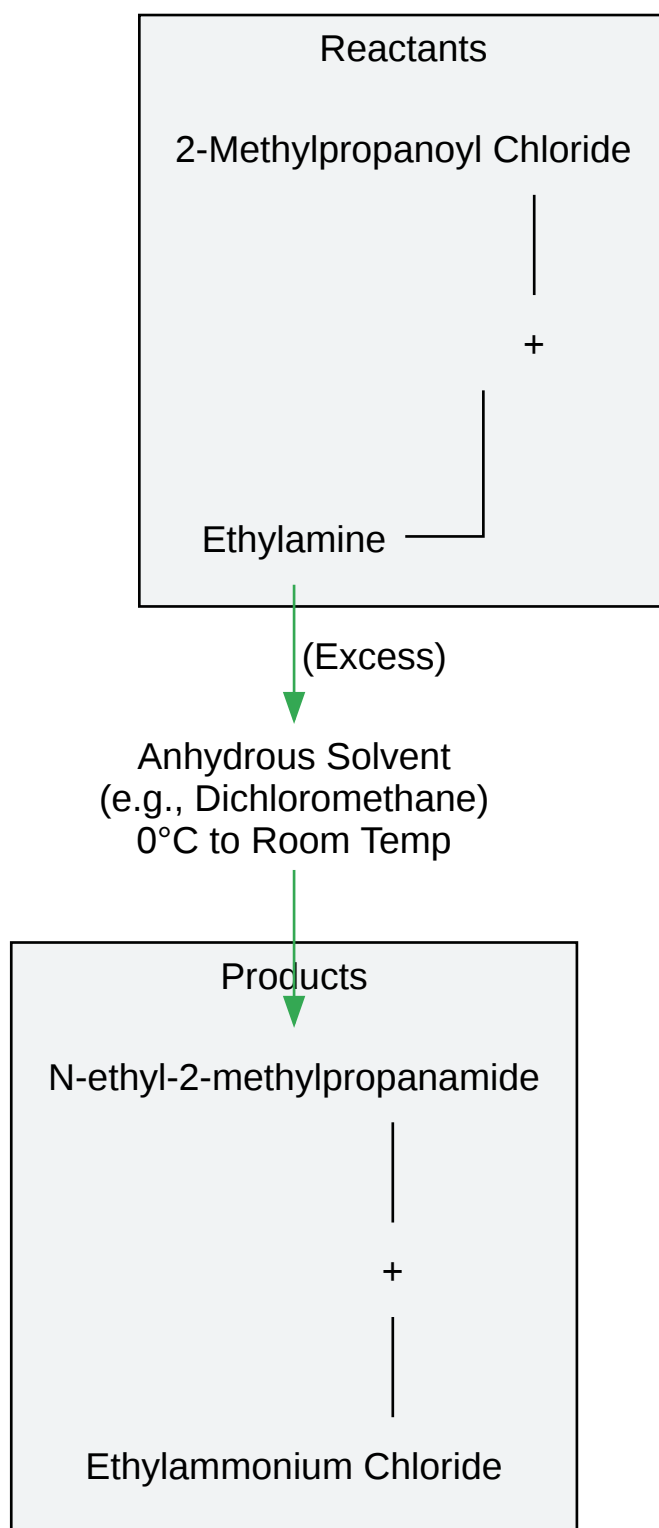 Reactants
2-Methylpropanoyl Chloride
+
Ethylamine
(Excess)
Anhydrous Solvent
(e.g., Dichloromethane)
0°C to Room Temp
Products
N-ethyl-2-methylpropanamide
+
Ethylammonium Chloride